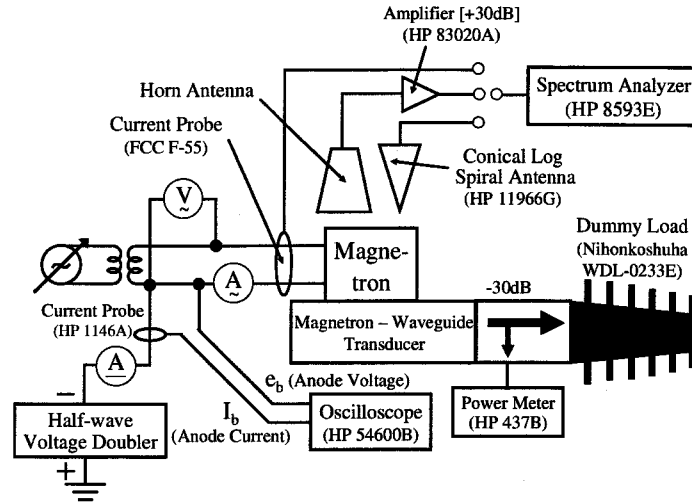 Amplifier [+30dB]
(HP 83020A)
Horn Antenna
Spectrum Analyzer
(HP 8593E)
Current Probe
(FCC F-55)
Conical Log
Spiral Antenna
(HP 11966G)
V
~
Dummy Load
(Nihonkoshuha
WDL-0233E)
~
Magne-
tron
A
~
-30dB
Current Probe
(HP 1146A)
Magnetron – Waveguide
Transducer
A
−
e_b (Anode Voltage)
Half-wave
Voltage Doubler
+
I_b
(Anode Current)
Oscilloscope
(HP 54600B)
Power Meter
(HP 437B)